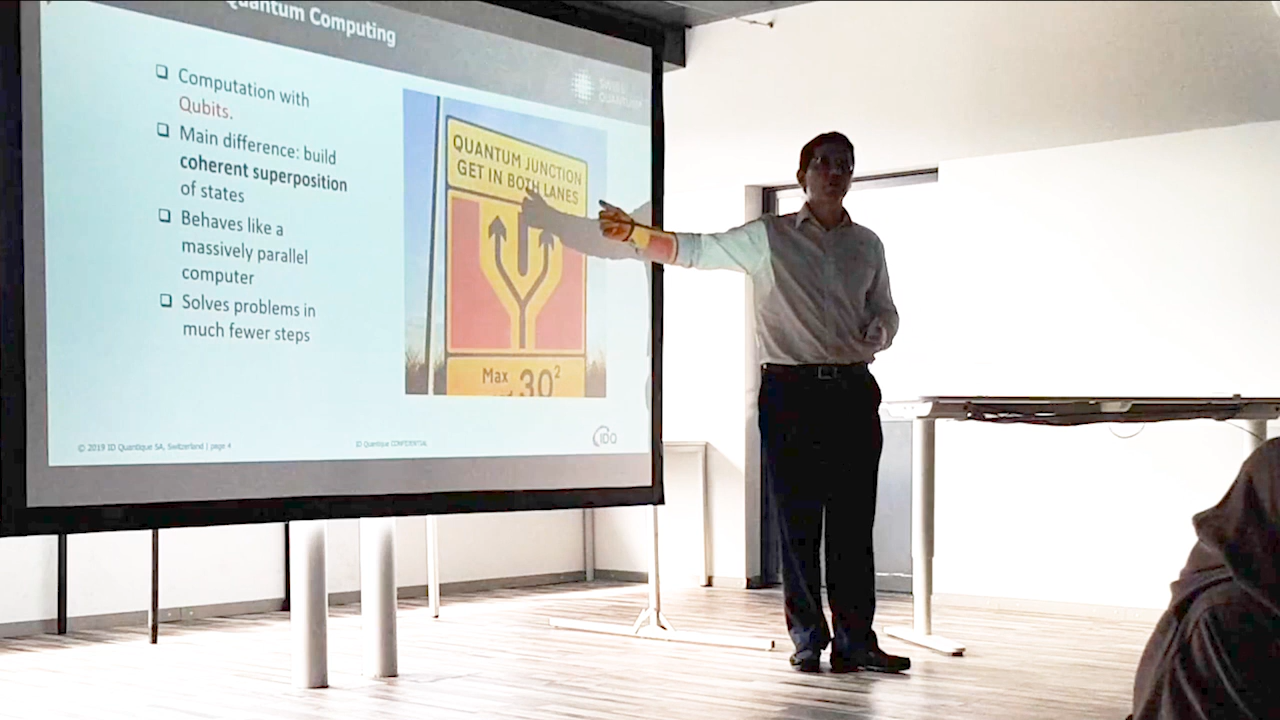 Quantum Computing
❑ Computation with
Qubits.
❑ Main difference: build
coherent superposition
of states
❑ Behaves like a
massively parallel
computer
❑ Solves problems in
much fewer steps
QUANTUM JUNCTION
GET IN BOTH LANES
Max 30²
© 2019 ID Quantique SA, Switzerland | page 4
ID Quantique CONFIDENTIAL
IDQ